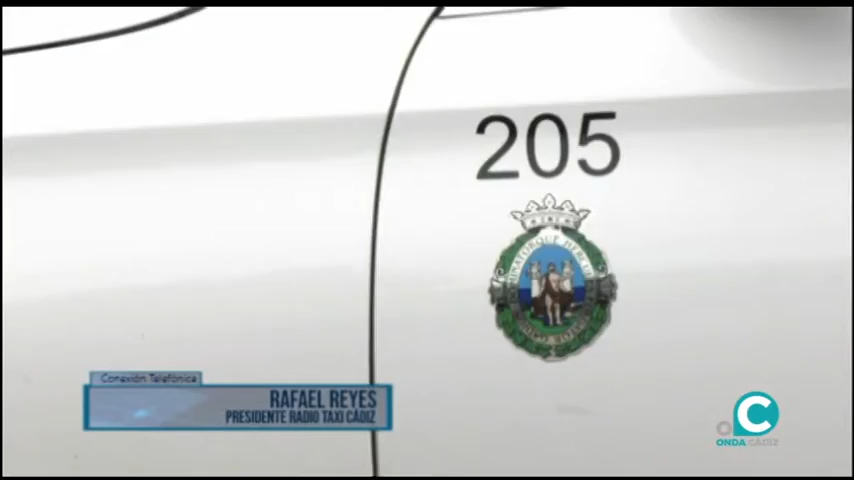 205
Conexión Telefónica
RAFAEL REYES
PRESIDENTE RADIO TAXI CÁDIZ
ONDA CÁDIZ